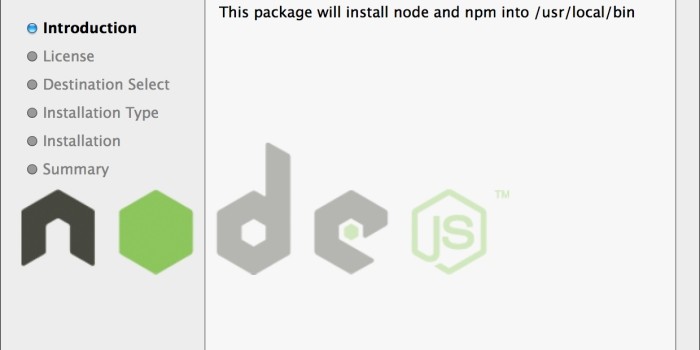 This package will install node and npm into /usr/local/bin
Introduction
License
Destination Select
Installation Type
Installation
Summary
node
JS
TM